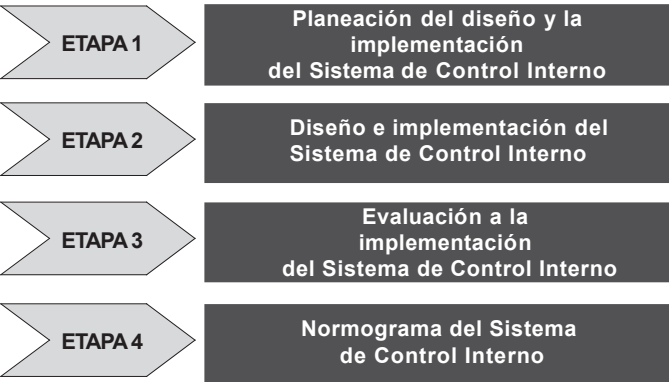 ETAPA 1
Planeación del diseño y la
implementación
del Sistema de Control Interno
ETAPA 2
Diseño e implementación del
Sistema de Control Interno
ETAPA 3
Evaluación a la
implementación
del Sistema de Control Interno
ETAPA 4
Normograma del Sistema
de Control Interno